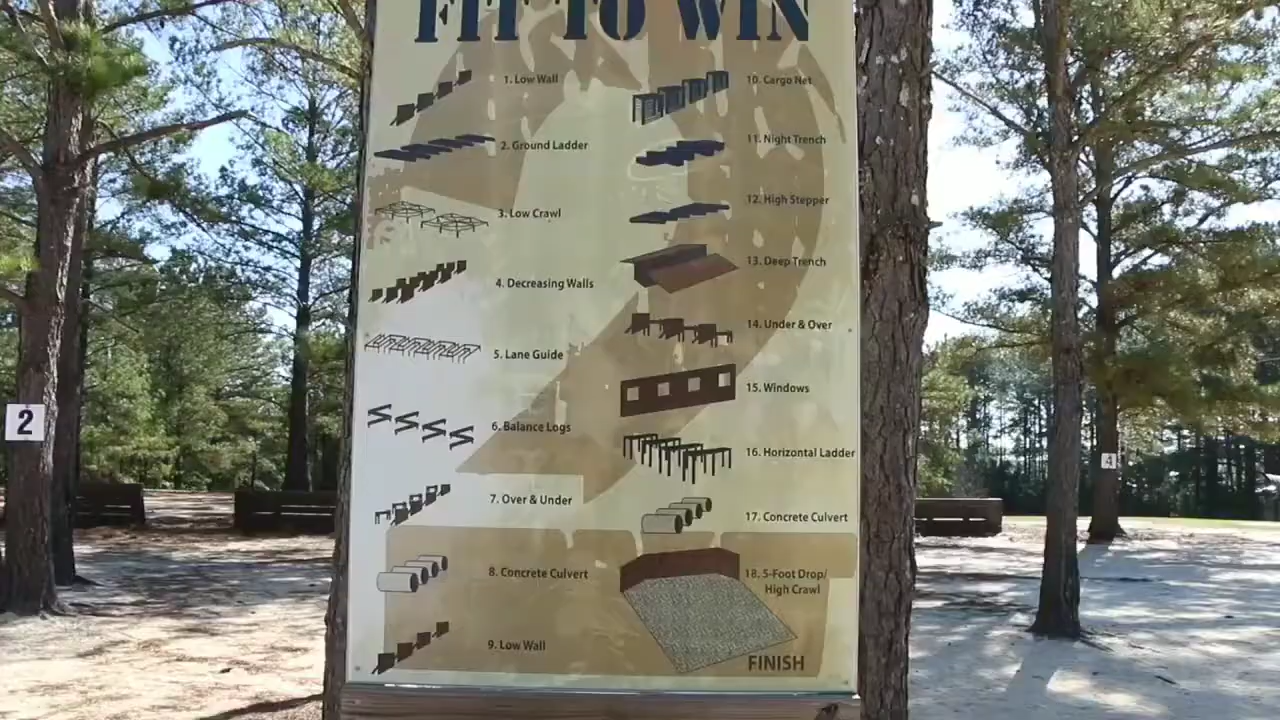 FIT TO WIN
1. Low Wall
2. Ground Ladder
3. Low Crawl
4. Decreasing Walls
5. Lane Guide
6. Balance Logs
7. Over & Under
8. Concrete Culvert
9. Low Wall
10. Cargo Net
11. Night Trench
12. High Stepper
13. Deep Trench
14. Under & Over
15. Windows
16. Horizontal Ladder
17. Concrete Culvert
18. 5-Foot Drop/
High Crawl
FINISH
2
4